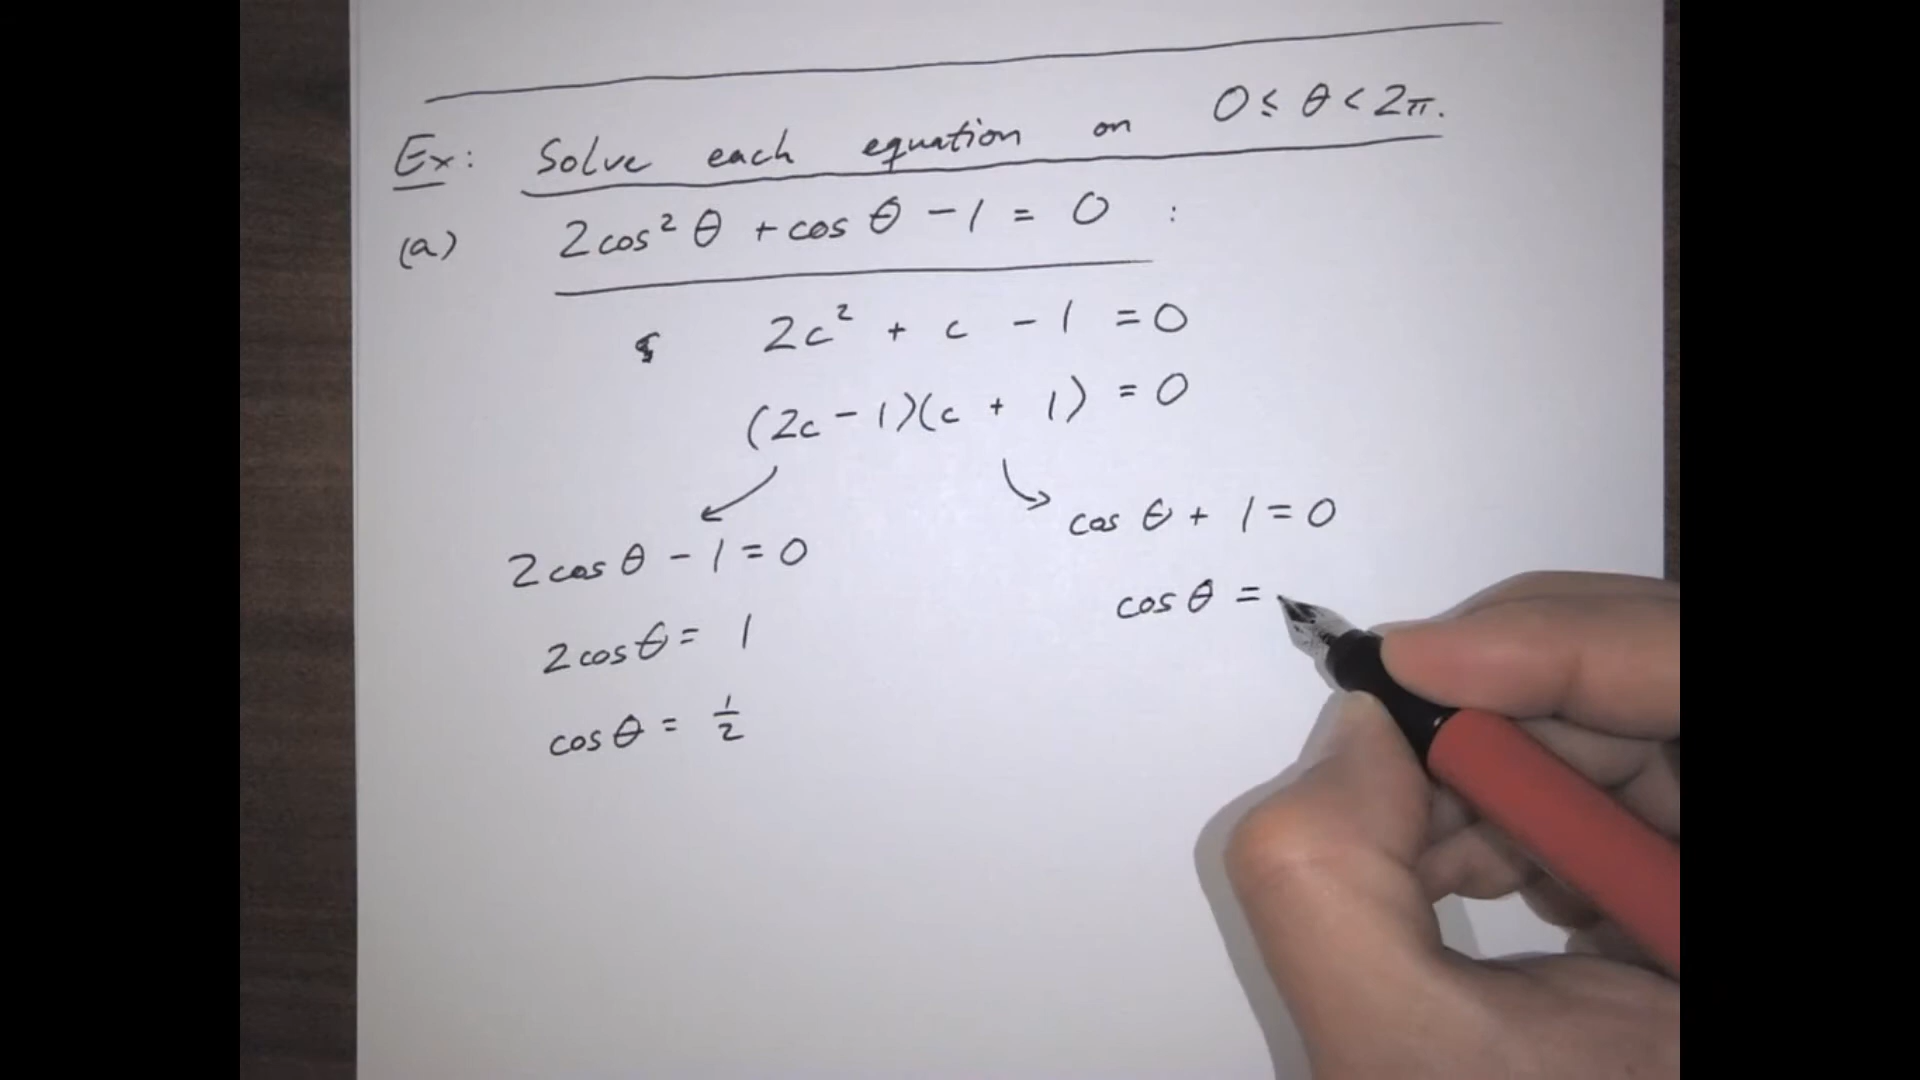 Ex: Solve each equation on 0 ≤ θ < 2π.
(a) 2cos² θ + cos θ - 1 = 0 :
2c² + c - 1 = 0
(2c - 1)(c + 1) = 0
cos θ + 1 = 0
2cos θ - 1 = 0
cos θ =
2cos θ = 1
cos θ = 1/2